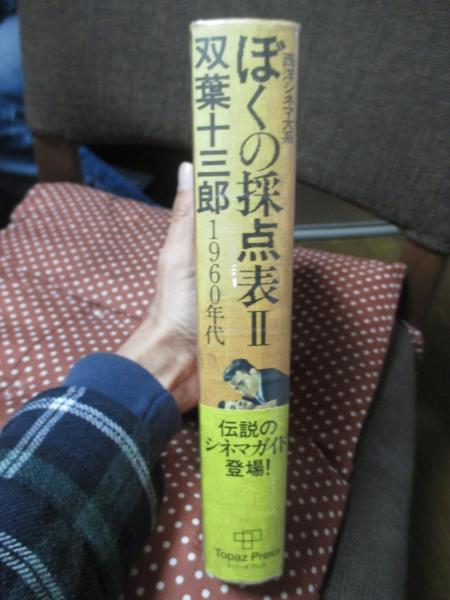 西洋シネマ大系
ぼくの採点表II
双葉十三郎
1960年代
伝説の
シネマガイド
登場!
Topaz Press
トパーズプレス